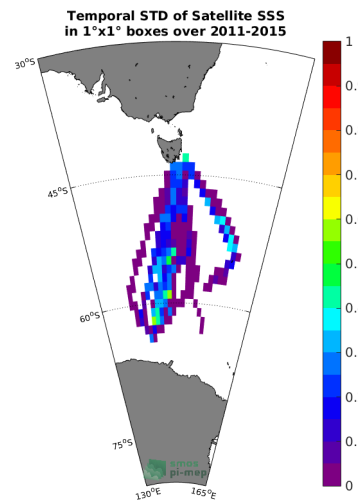 Temporal STD of Satellite SSS
in 1°x1° boxes over 2011-2015
30°S
45°S
60°S
75°S
130°E
165°E
1
0.
0.
0.
0.
0.
0.
0.
0.
0.
0
smos
pi-mep